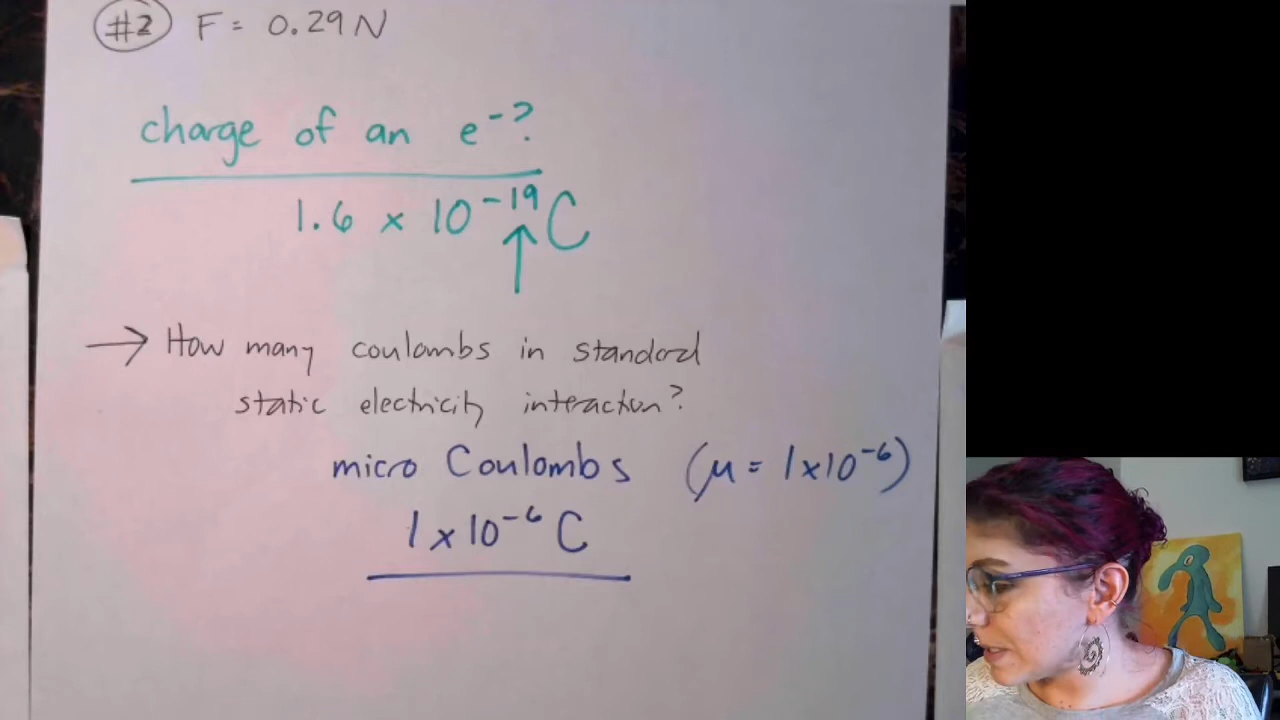 #2 F = 0.29 N
charge of an e⁻?
1.6 x 10⁻¹⁹ C
→ How many coulombs in standard
static electricity interaction?
micro Coulombs (μ = 1x10⁻⁶)
1 x 10⁻⁶ C